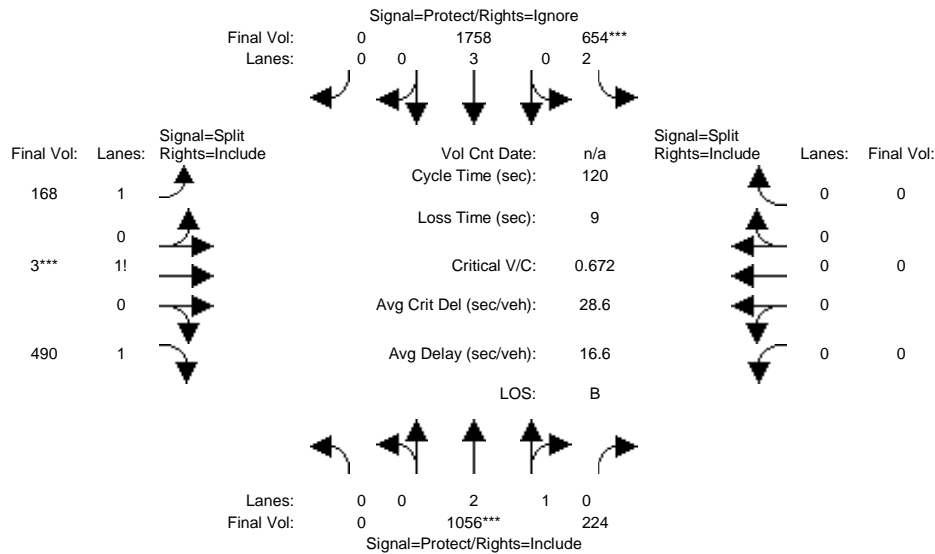 Signal=Protect/Rights=Ignore
Final Vol: 0 1758 654***
Lanes: 0 0 3 0 2
Signal=Split
Final Vol: Lanes: Rights=Include
Vol Cnt Date: n/a
Signal=Split
Rights=Include Lanes: Final Vol:
Cycle Time (sec): 120
168 1
0 0
Loss Time (sec): 9
0
0
3*** 1!
Critical V/C: 0.672
0 0
0
Avg Crit Del (sec/veh): 28.6
0
490 1
Avg Delay (sec/veh): 16.6
0 0
LOS: B
Lanes: 0 0 2 1 0
Final Vol: 0 1056*** 224
Signal=Protect/Rights=Include